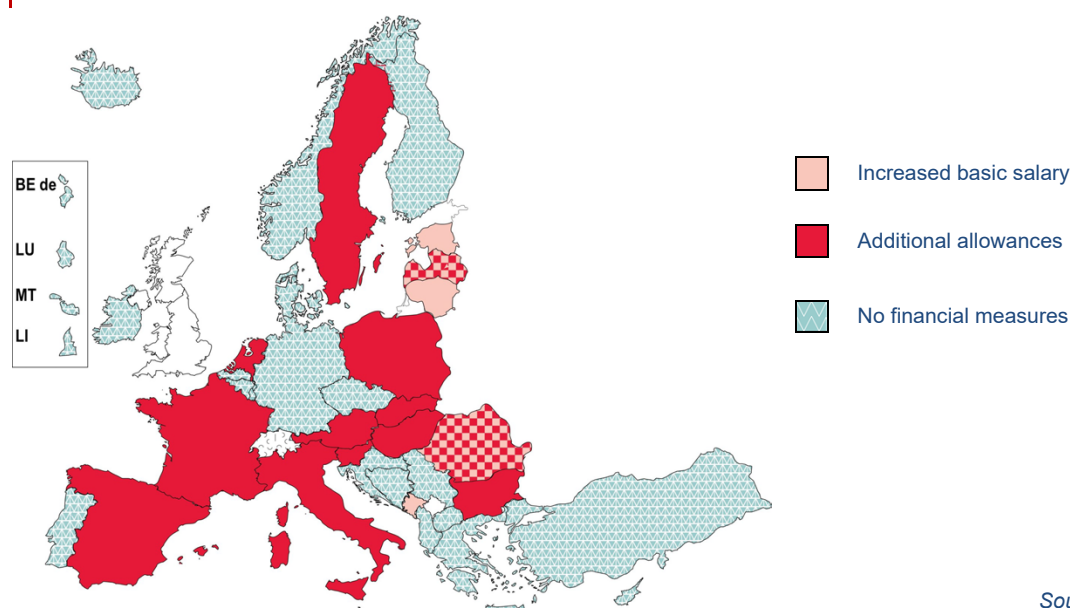 BE de
LU
MT
LI
Increased basic salary
Additional allowances
No financial measures